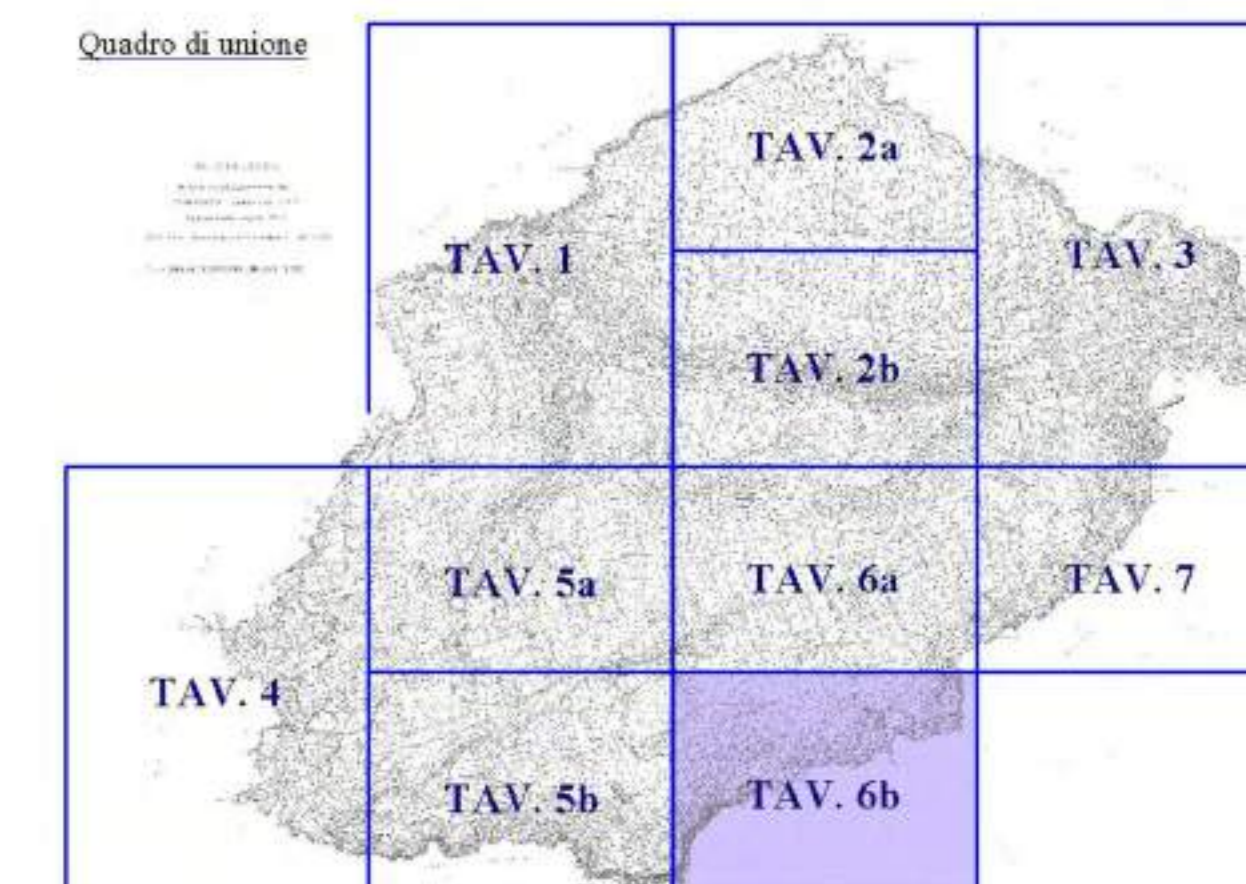 Quadro di unione
TAV. 2a
TAV. 1
TAV. 3
TAV. 2b
TAV. 5a
TAV. 6a
TAV. 7
TAV. 4
TAV. 5b
TAV. 6b